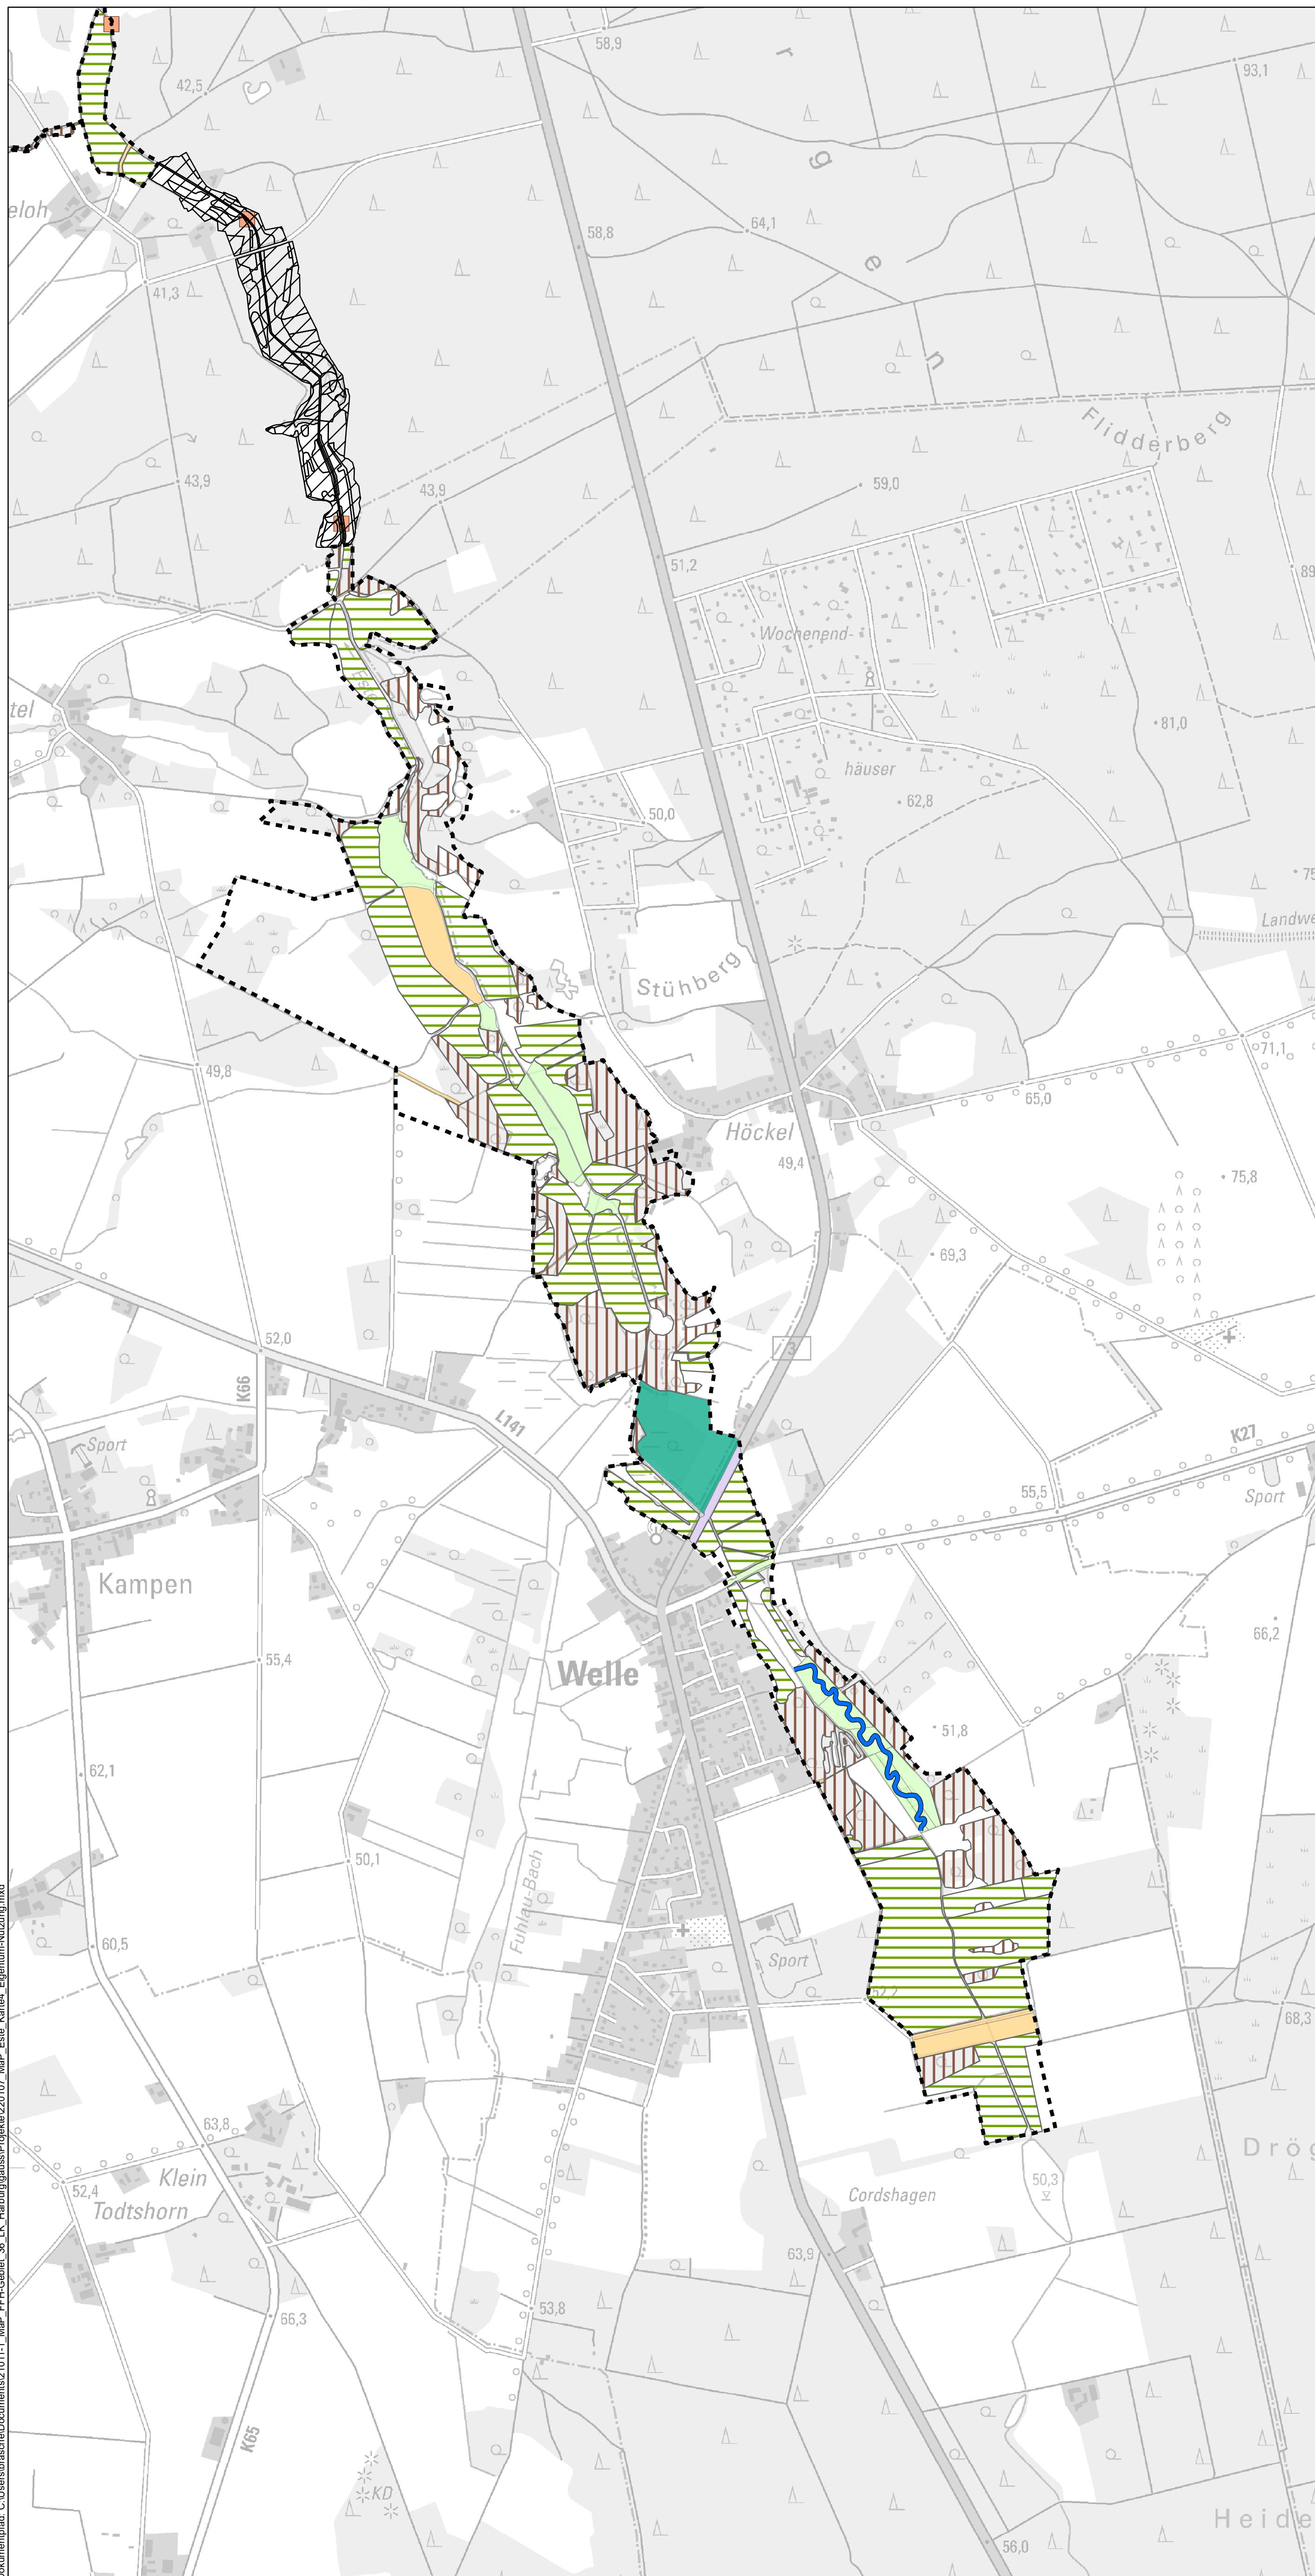 58,9
r
93,1
42,5
g
eloh
64,1
58,8
e
41,3
n
Flidderberg
43,9
43,9
59,0
51,2
89
Wochenend-
tel
81,0
häuser
62,8
50,0
75
Landwe
Stühberg
71,1
49,8
65,0
Höckel
49,4
75,8
69,3
52,0
3
K66
L141
K27
Sport
55,5
Sport
Kampen
66,2
55,4
Welle
51,8
62,1
50,1
Fuhlau-Bach
60,5
Sport
52,2
68,3
63,8
Klein
Todtshorn
52,4
Drög
50,3
Cordshagen
63,9
53,8
66,3
K65
KD
Heide
56,0